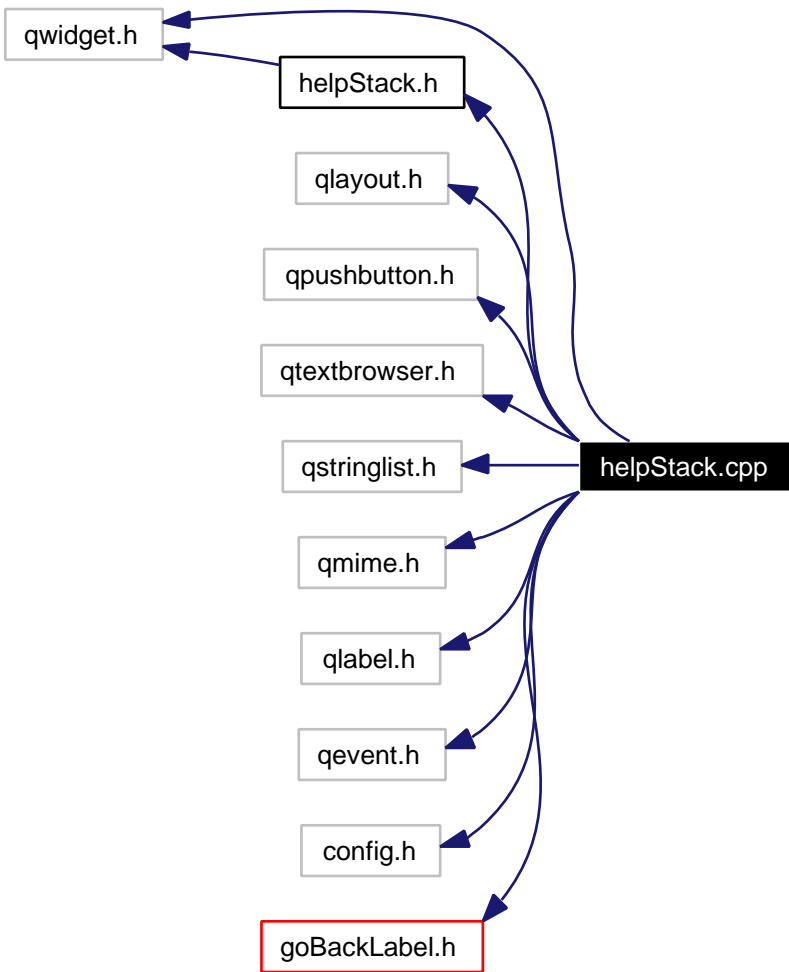 qwidget.h
helpStack.h
qlayout.h
qpushbutton.h
qtextbrowser.h
qstringlist.h
helpStack.cpp
qmime.h
qlabel.h
qevent.h
config.h
goBackLabel.h